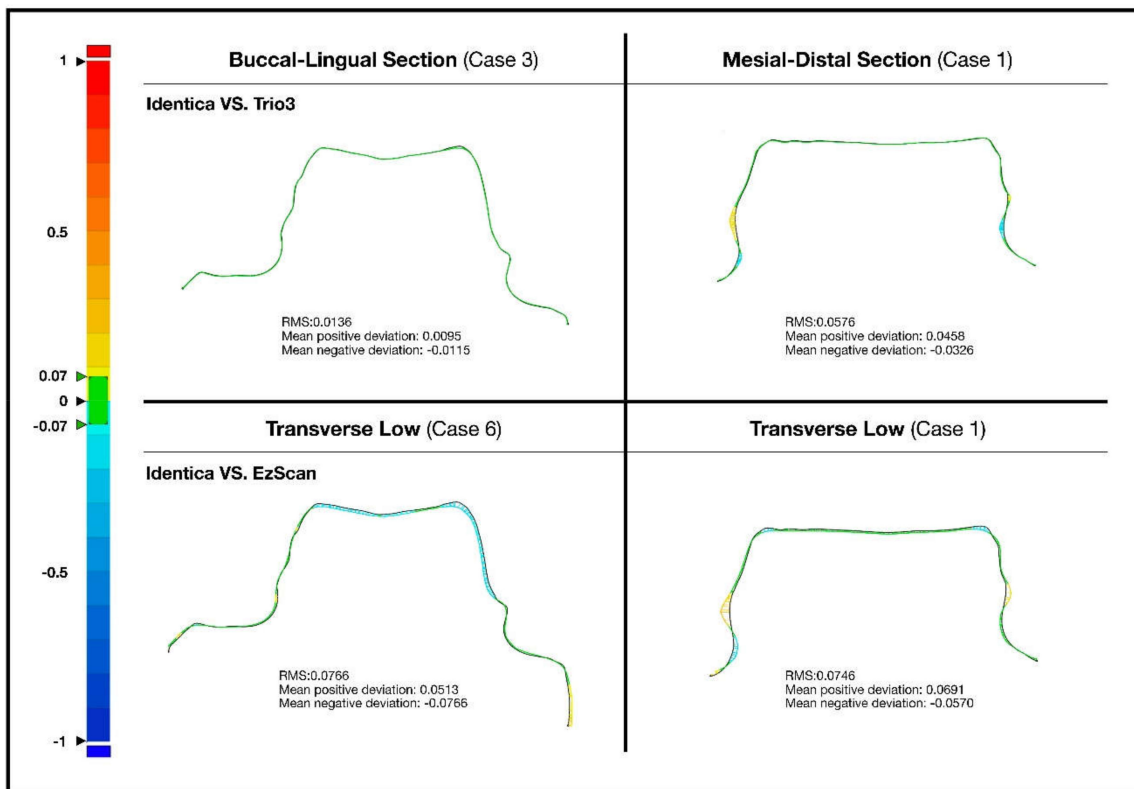 1
0.5
0.07
0
-0.07
-0.5
-1
Buccal-Lingual Section (Case 3)
Identica VS. Trio3
RMS:0.0136
Mean positive deviation: 0.0095
Mean negative deviation: -0.0115
Mesial-Distal Section (Case 1)
RMS:0.0576
Mean positive deviation: 0.0458
Mean negative deviation: -0.0326
Transverse Low (Case 6)
Identica VS. EzScan
RMS:0.0766
Mean positive deviation: 0.0513
Mean negative deviation: -0.0766
Transverse Low (Case 1)
RMS:0.0746
Mean positive deviation: 0.0691
Mean negative deviation: -0.0570